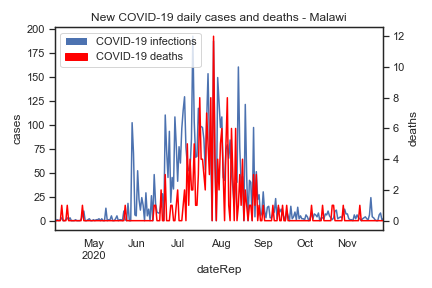 New COVID-19 daily cases and deaths - Malawi
COVID-19 infections
COVID-19 deaths
200
175
150
125
100
75
50
25
0
cases
12
10
8
6
4
2
0
deaths
May Jun Jul Aug Sep Oct Nov
2020
dateRep